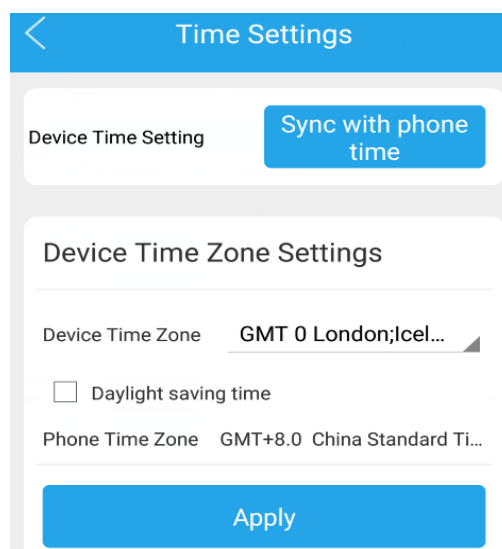 Time Settings
Device Time Setting
Sync with phone
time
Device Time Zone Settings
Device Time Zone GMT 0 London;Icel...
Daylight saving time
Phone Time Zone GMT+8.0 China Standard Ti...
Apply